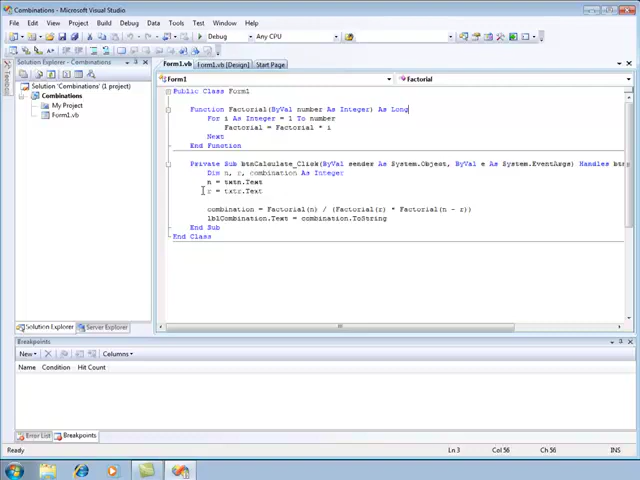 Combinations - Microsoft Visual Studio
File Edit View Project Build Debug Data Tools Test Window Help
Debug Any CPU
Solution Explorer - Solution 'Combinations'
Form1.vb Form1.vb [Design] Start Page
Form1 Factorial
Toolbox
Solution 'Combinations' (1 project)
Combinations
My Project
Form1.vb
Public Class Form1
Function Factorial(ByVal number As Integer) As Long
For i As Integer = 1 To number
Factorial = Factorial * i
Next
End Function
Private Sub btnCalculate_Click(ByVal sender As System.Object, ByVal e As System.EventArgs) Handles btn
Dim n, r, combination As Integer
n = txtn.Text
r = txtr.Text
combination = Factorial(n) / (Factorial(r) * Factorial(n - r))
lblCombination.Text = combination.ToString
End Sub
End Class
Solution Explorer Server Explorer
Breakpoints
New Columns
Name Condition Hit Count
Error List Breakpoints
Ready Ln 3 Col 56 Ch 56 INS